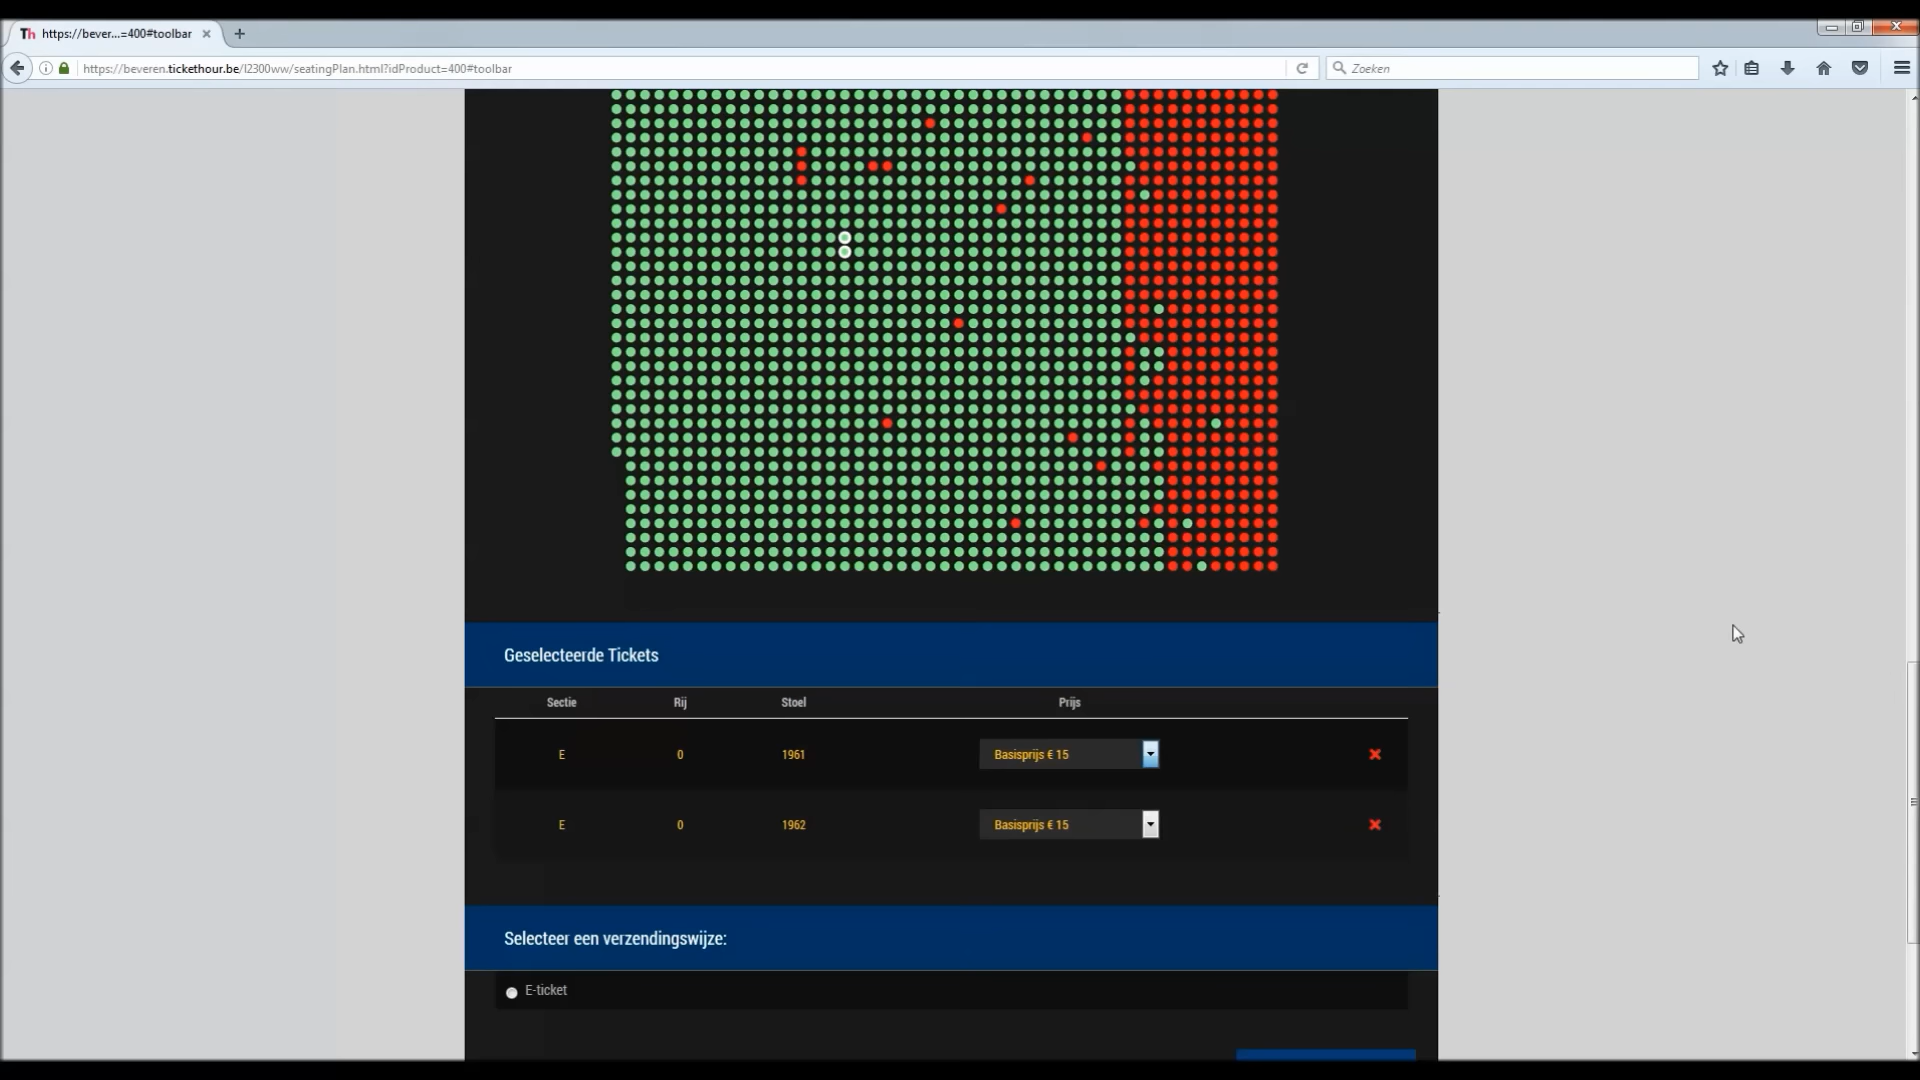 Th https://bever...=400#toolbar
https://beveren.tickethour.be/l2300ww/seatingPlan.html?idProduct=400#toolbar
Zoeken
Geselecteerde Tickets
Sectie Rij Stoel Prijs
E 0 1961 Basisprijs € 15
E 0 1962 Basisprijs € 15
Selecteer een verzendingswijze:
E-ticket